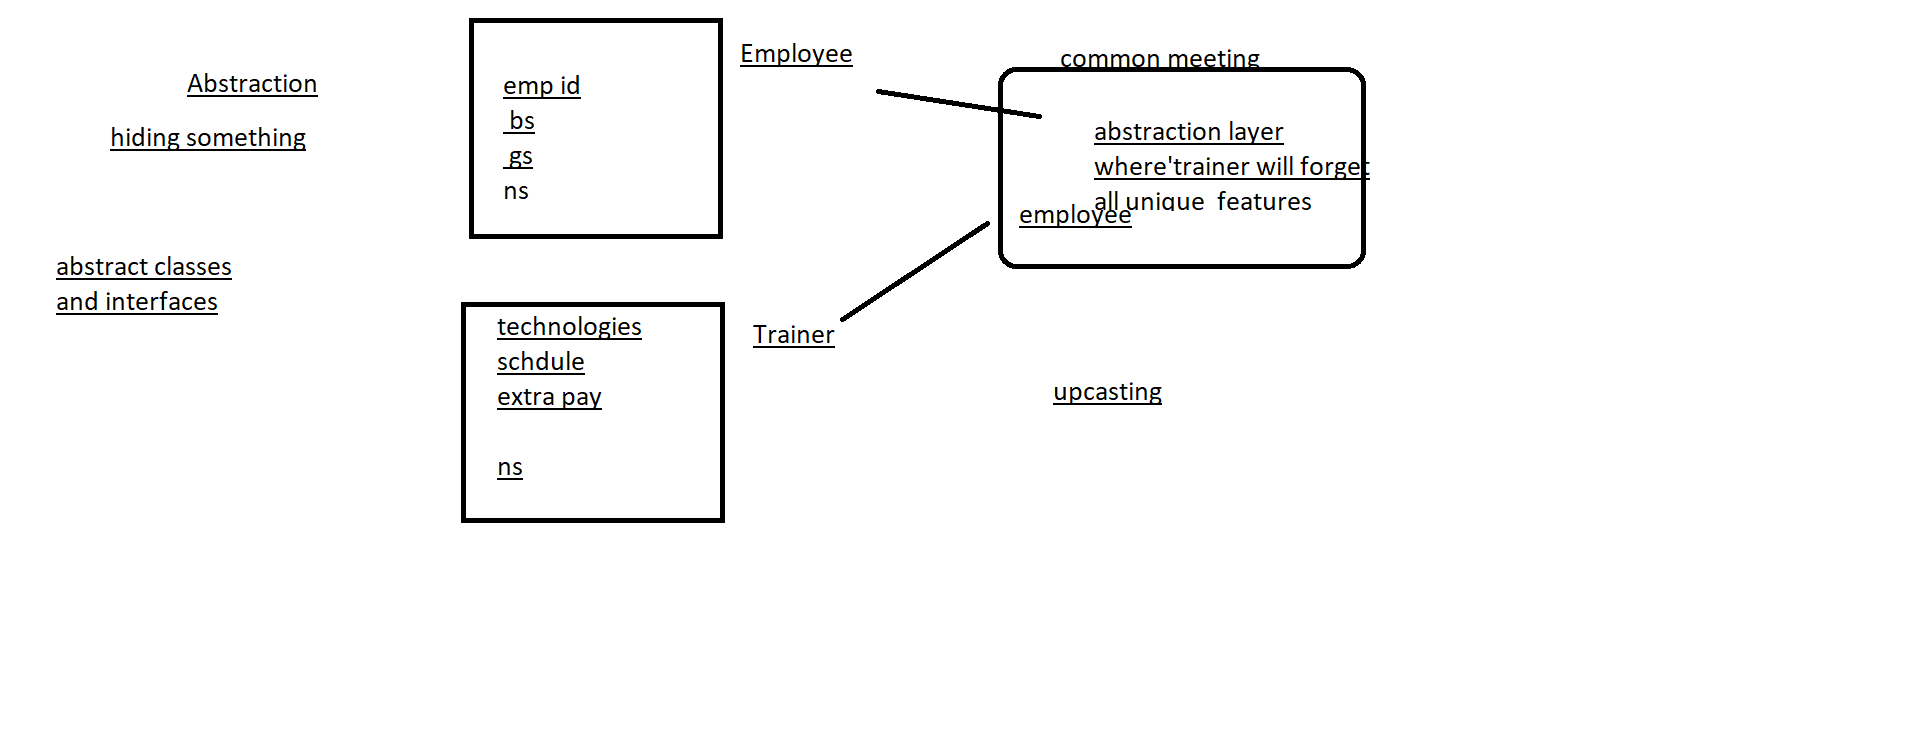 Abstraction
hiding something
abstract classes
and interfaces
emp id
bs
gs
ns
Employee
technologies
schdule
extra pay
ns
Trainer
common meeting
abstraction layer
where'trainer will forget
all unique features
employee
upcasting